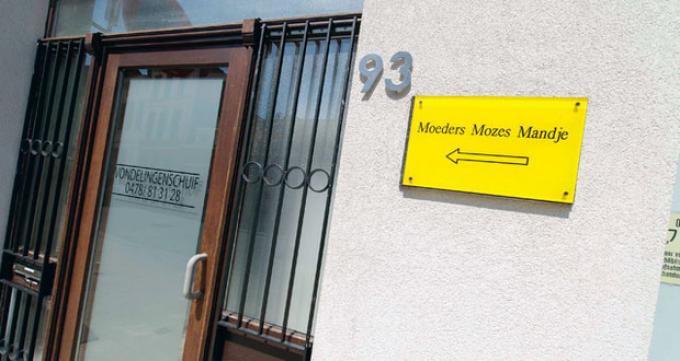 93
Moeders Mozes Mandje
VONDELINGENSCHUIF
0478/ 81 31 28